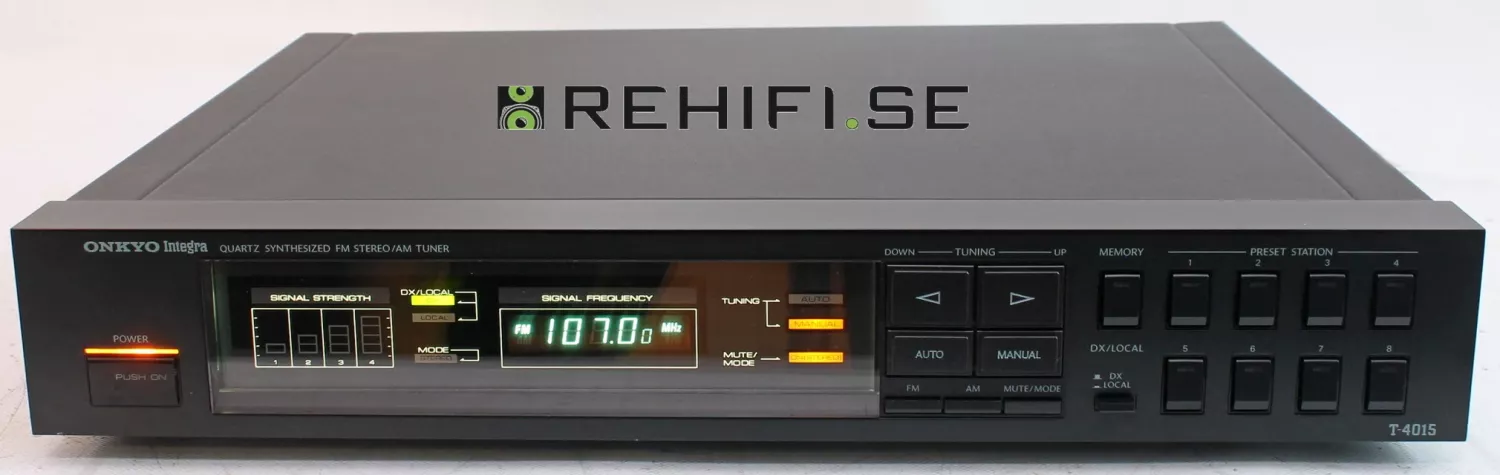 REHIFI.SE
ONKYO Integra QUARTZ SYNTHESIZED FM STEREO/AM TUNER
DOWN TUNING UP
MEMORY
PRESET STATION
1 2 3 4
SIGNAL STRENGTH
1 2 3 4
DX/LOCAL
LOCAL
MODE
STEREO
SIGNAL FREQUENCY
FM 107.00 MHz
TUNING
AUTO
MANUAL
MUTE/
MODE
POWER
PUSH ON
AUTO MANUAL
FM AM MUTE/MODE
DX/LOCAL
DX
LOCAL
5 6 7 8
T-4015